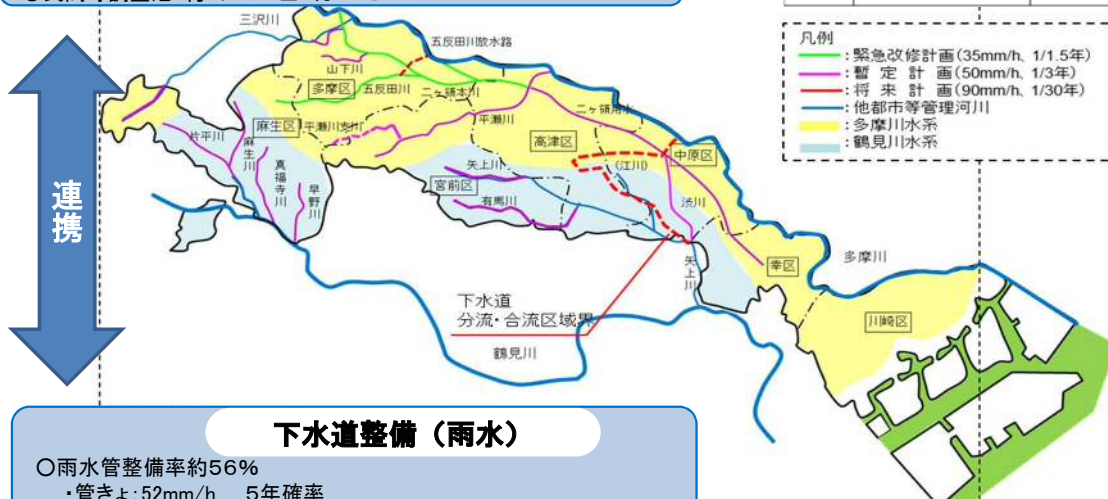 三沢川
五反田川放水路
山下川
多摩区
五反田川
二ヶ領本川
二ヶ領用水
麻生区
平瀬川支川
平瀬川
高津区
中原区
片平川
麻生川
真福寺川
早野川
矢上川
宮前区
有馬川
(江川)
渋川
矢上川
幸区
多摩川
川崎区
下水道
分流・合流区域界
鶴見川
連携
凡例
:緊急改修計画(35mm/h、1/1.5年)
:暫定計画(50mm/h、1/3年)
:将来計画(90mm/h、1/30年)
:他都市等管理河川
:多摩川水系
:鶴見川水系
下水道整備（雨水）
○雨水管整備率約56%
・管きょ:52mm/h 5年確率